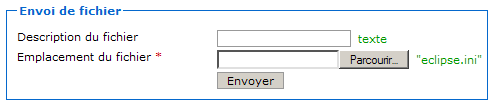 Envoi de fichier
Description du fichier texte
Emplacement du fichier * Parcourir... "eclipse.ini"
Envoyer